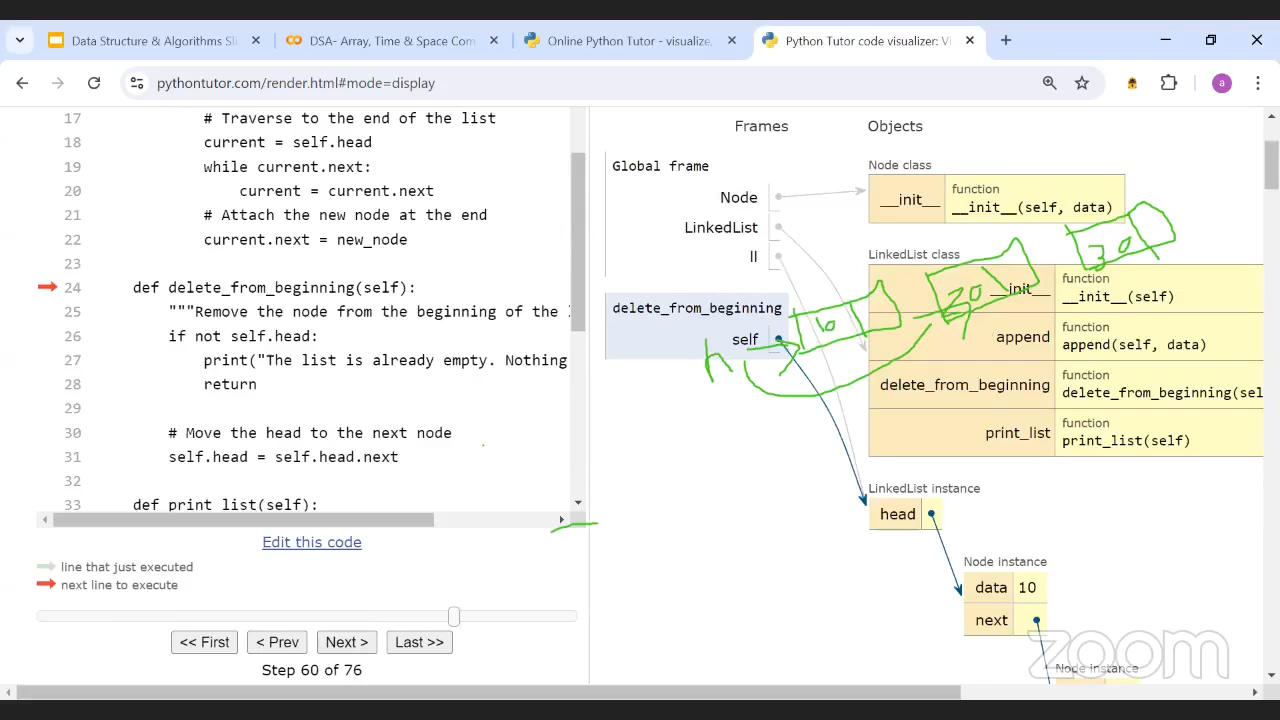 Data Structure & Algorithms Sli
DSA- Array, Time & Space Com
Online Python Tutor - visualize,
Python Tutor code visualizer: Vi
pythontutor.com/render.html#mode=display
a
17 # Traverse to the end of the list
18 current = self.head
19 while current.next:
20 current = current.next
21 # Attach the new node at the end
22 current.next = new_node
23
24 def delete_from_beginning(self):
25 """Remove the node from the beginning of the
26 if not self.head:
27 print("The list is already empty. Nothing
28 return
29
30 # Move the head to the next node
31 self.head = self.head.next
32
33 def print_list(self):
Edit this code
line that just executed
next line to execute
<< First
< Prev
Next >
Last >>
Step 60 of 76
Frames
Objects
Global frame
Node
LinkedList
ll
delete_from_beginning
self
h
10
20
30
Node class
__init__
function
__init__(self, data)
LinkedList class
__init__
function
__init__(self)
append
function
append(self, data)
delete_from_beginning
function
delete_from_beginning(sel
print_list
function
print_list(self)
LinkedList instance
head
Node instance
data 10
next
Node instance
zoom